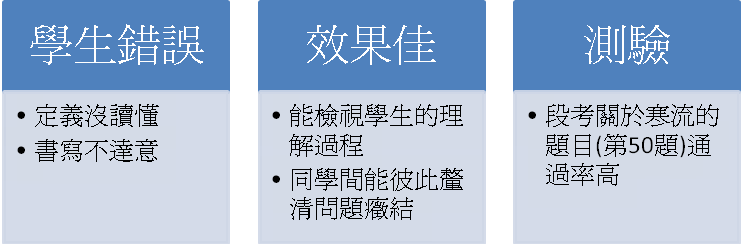 學生錯誤
• 定義沒讀懂
• 書寫不達意
效果佳
• 能檢視學生的理
解過程
• 同學間能彼此釐
清問題癥結
測驗
• 段考關於寒流的
題目(第50題)通
過率高